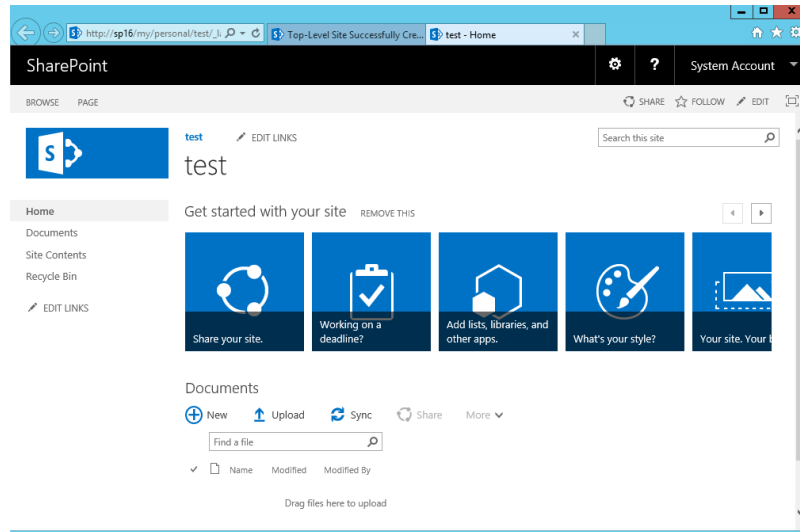 http://sp16/my/personal/test/_l
Top-Level Site Successfully Cre...
test - Home
SharePoint
?
System Account
BROWSE PAGE
SHARE FOLLOW EDIT
S
test EDIT LINKS
Search this site
test
Home
Documents
Site Contents
Recycle Bin
EDIT LINKS
Get started with your site REMOVE THIS
Share your site.
Working on a
deadline?
Add lists, libraries, and
other apps.
What's your style?
Your site. Your
Documents
New Upload Sync Share More
Find a file
Name Modified Modified By
Drag files here to upload